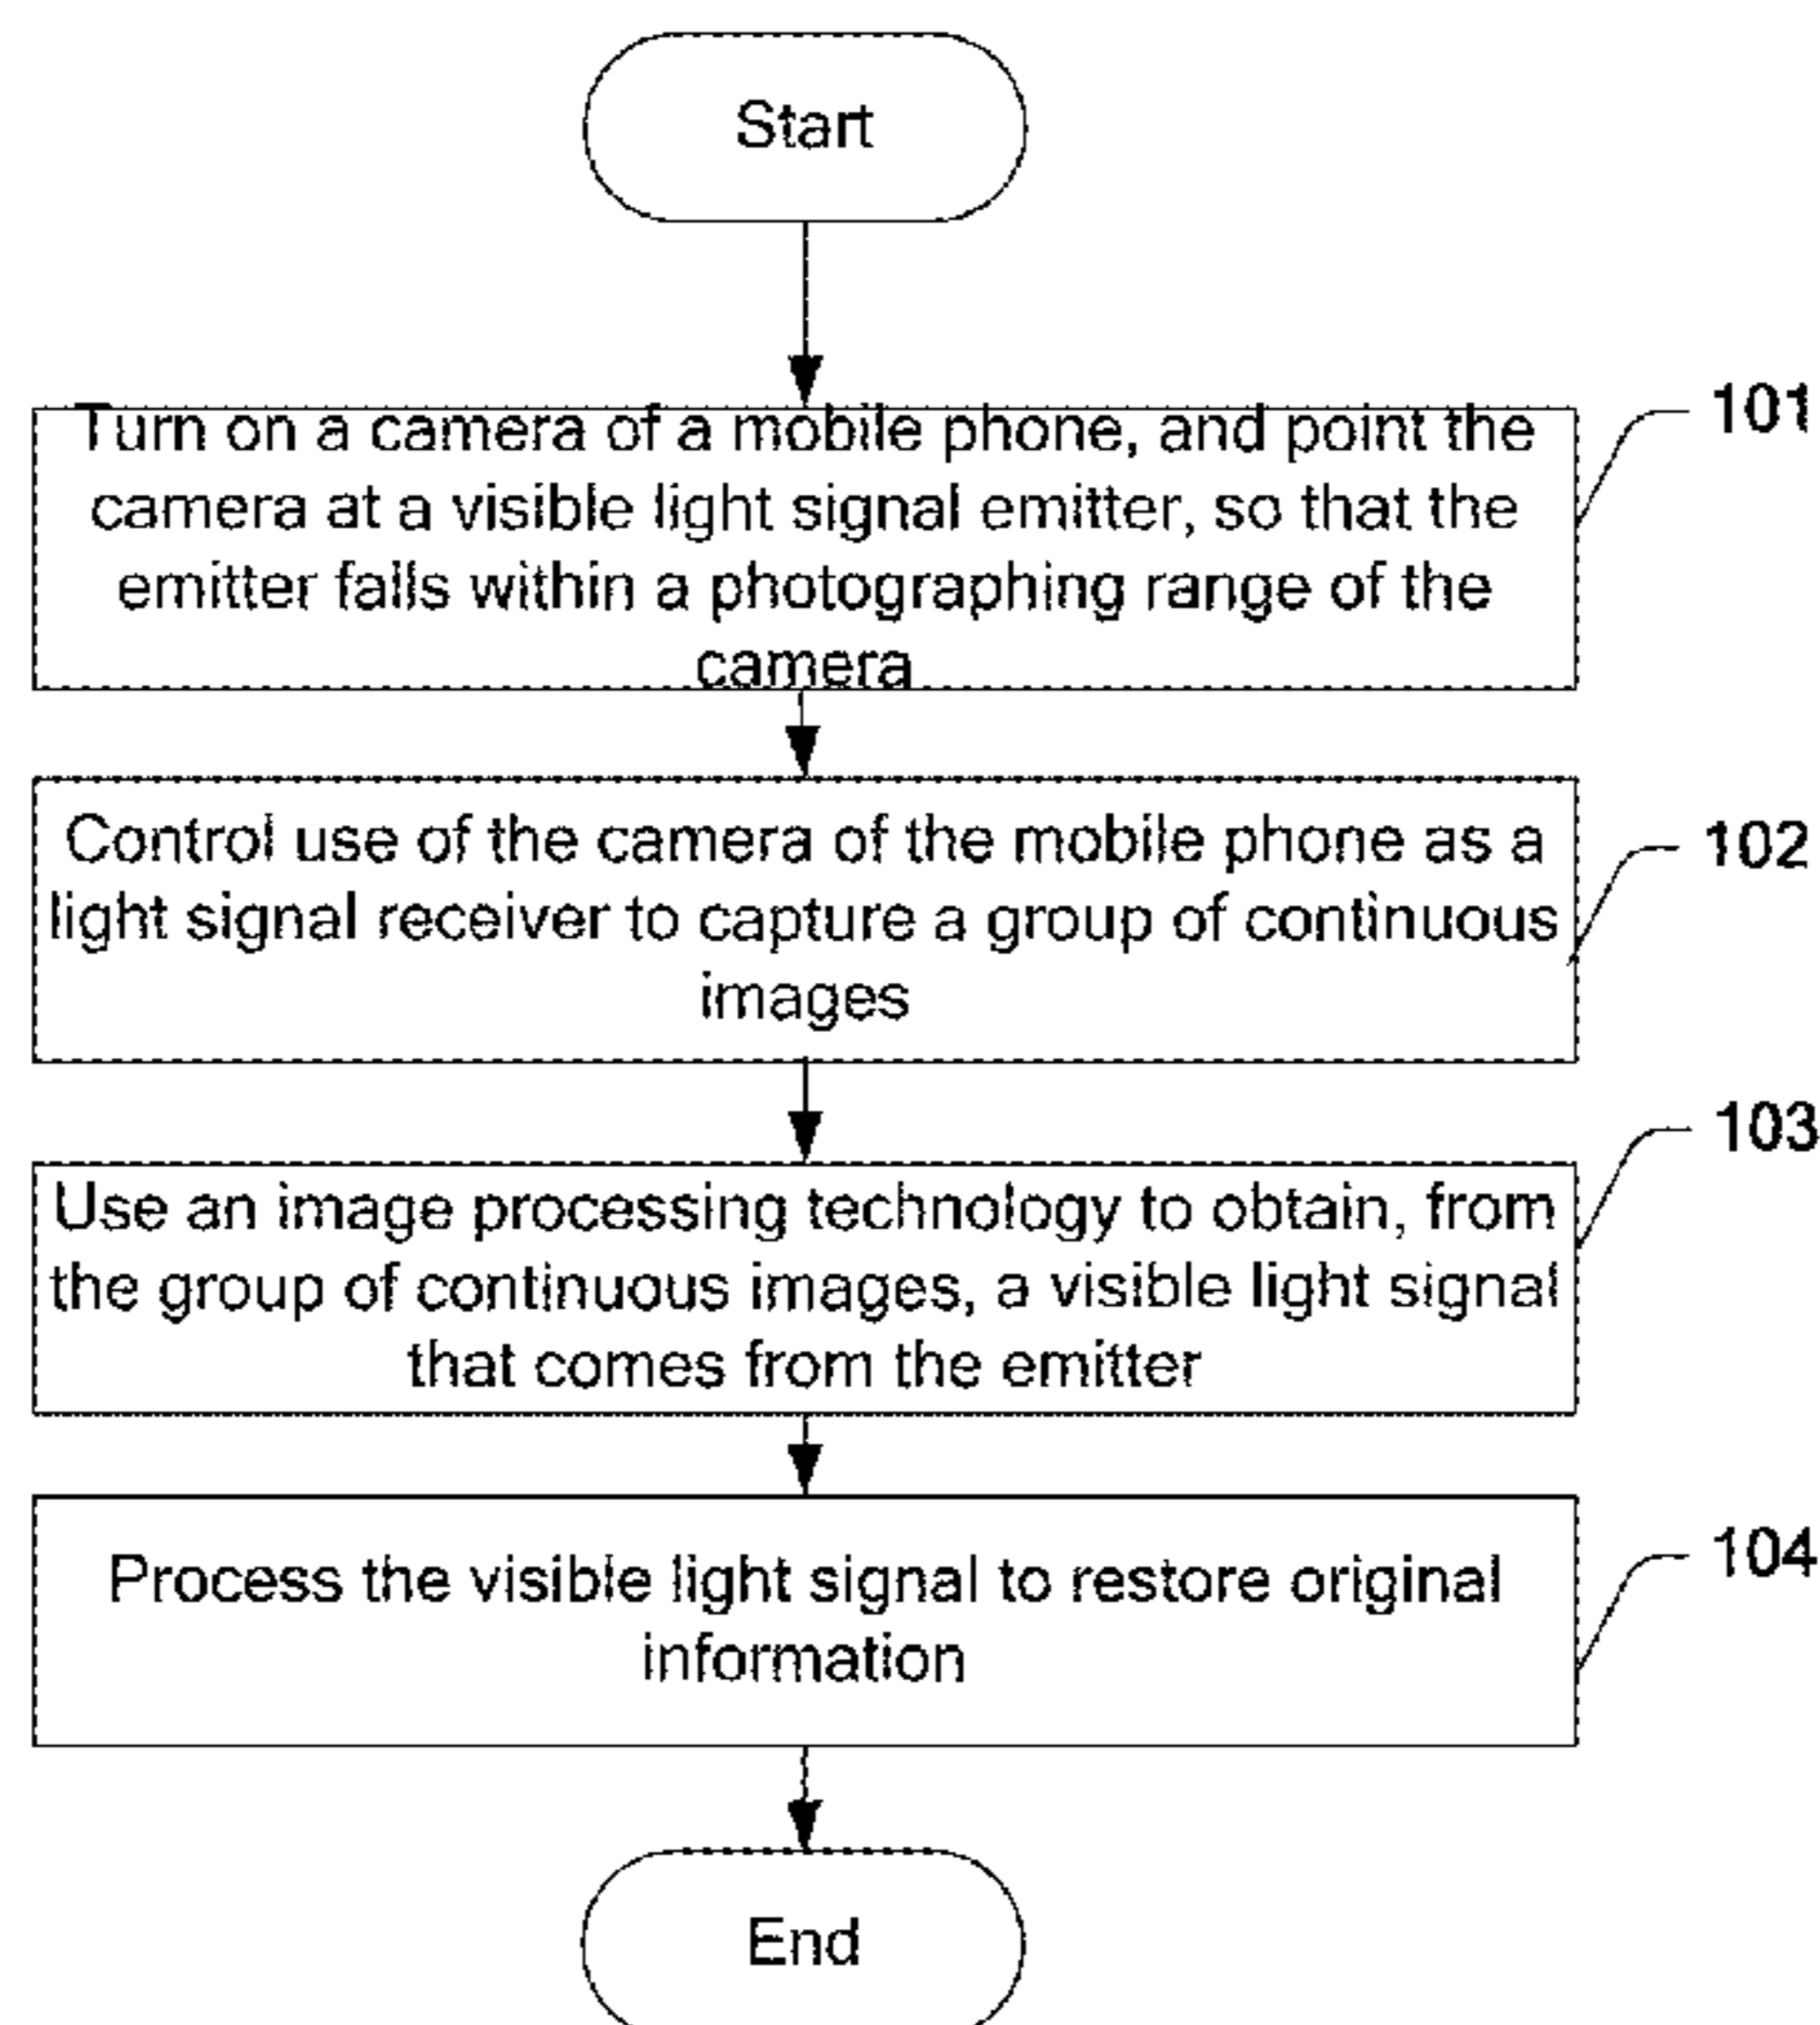 Start
Turn on a camera of a mobile phone, and point the
camera at a visible light signal emitter, so that the
emitter falls within a photographing range of the
camera
101
Control use of the camera of the mobile phone as a
light signal receiver to capture a group of continuous
images
102
Use an image processing technology to obtain, from
the group of continuous images, a visible light signal
that comes from the emitter
103
Process the visible light signal to restore original
information
104
End